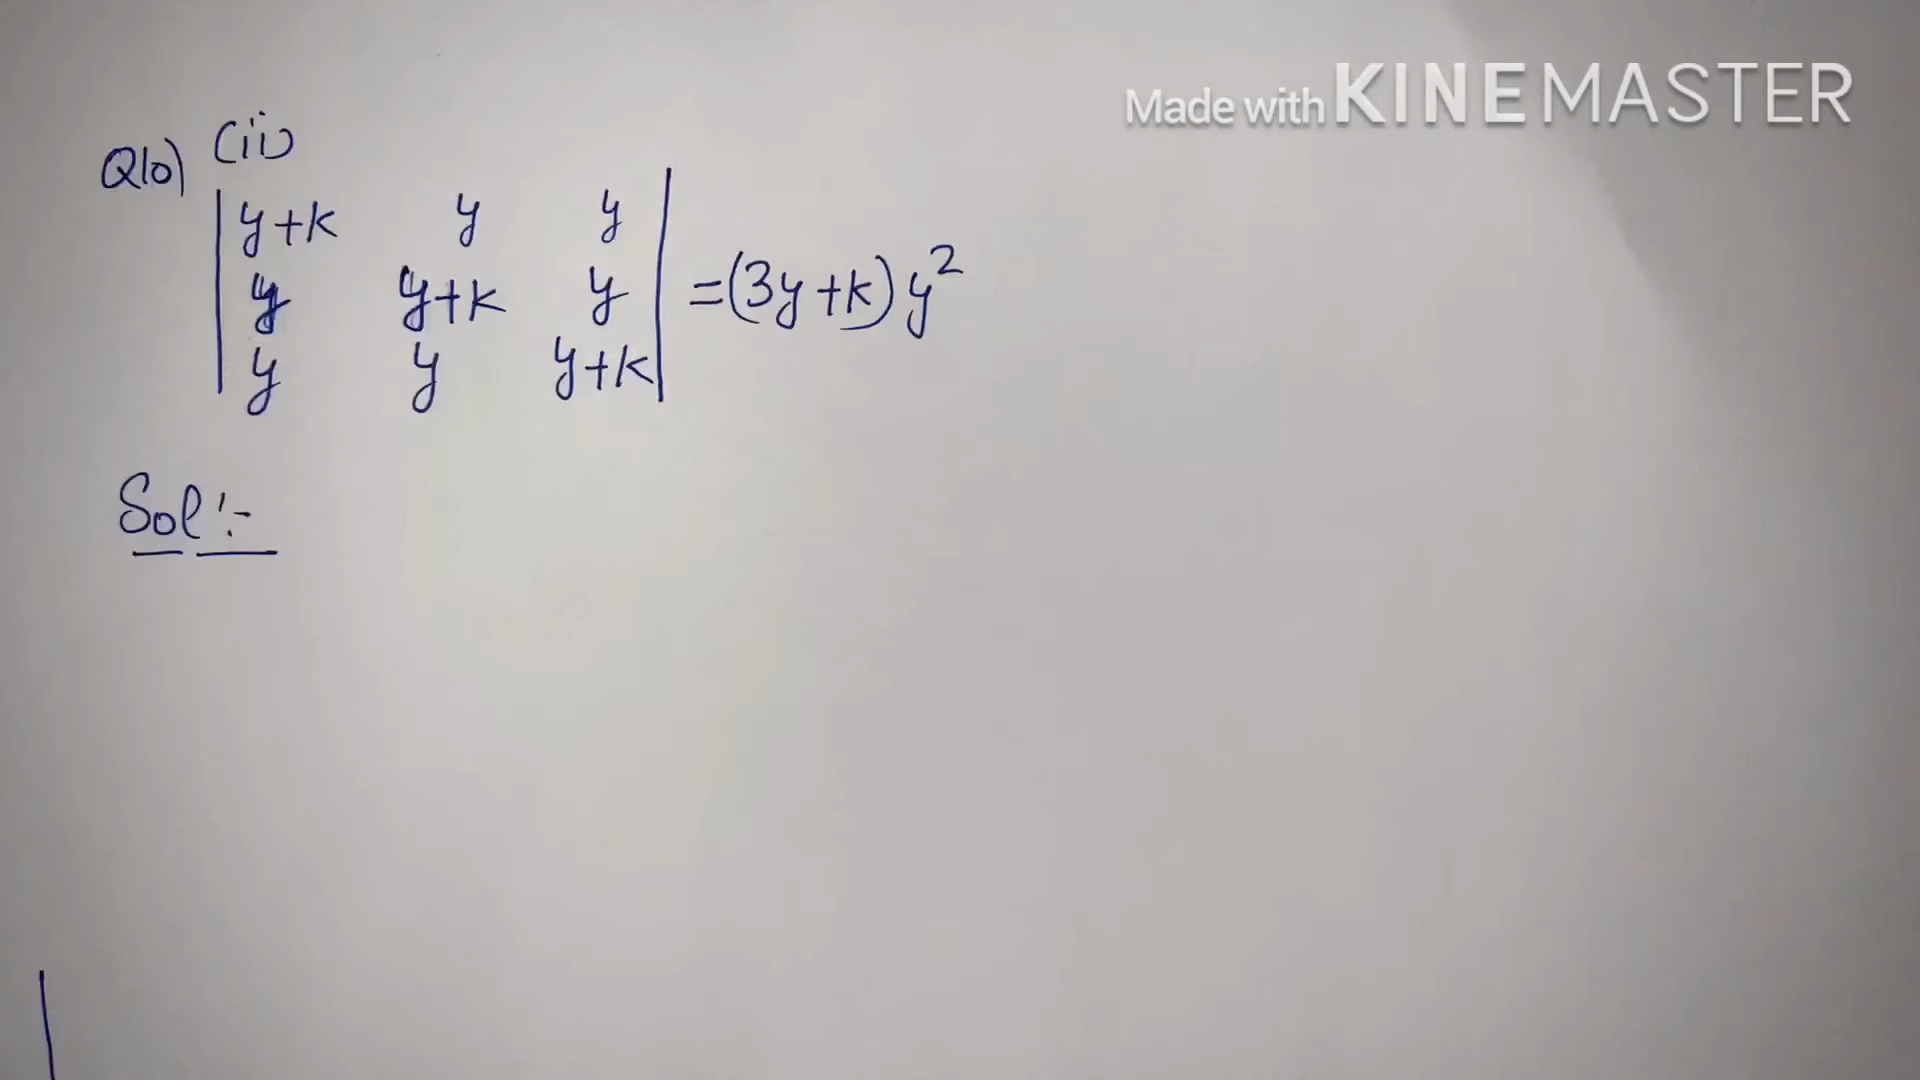 Made with KINEMASTER
Q10) (ii)
| y+k y y |
| y y+k y | = (3y+k) y²
| y y y+k |
Sol :-